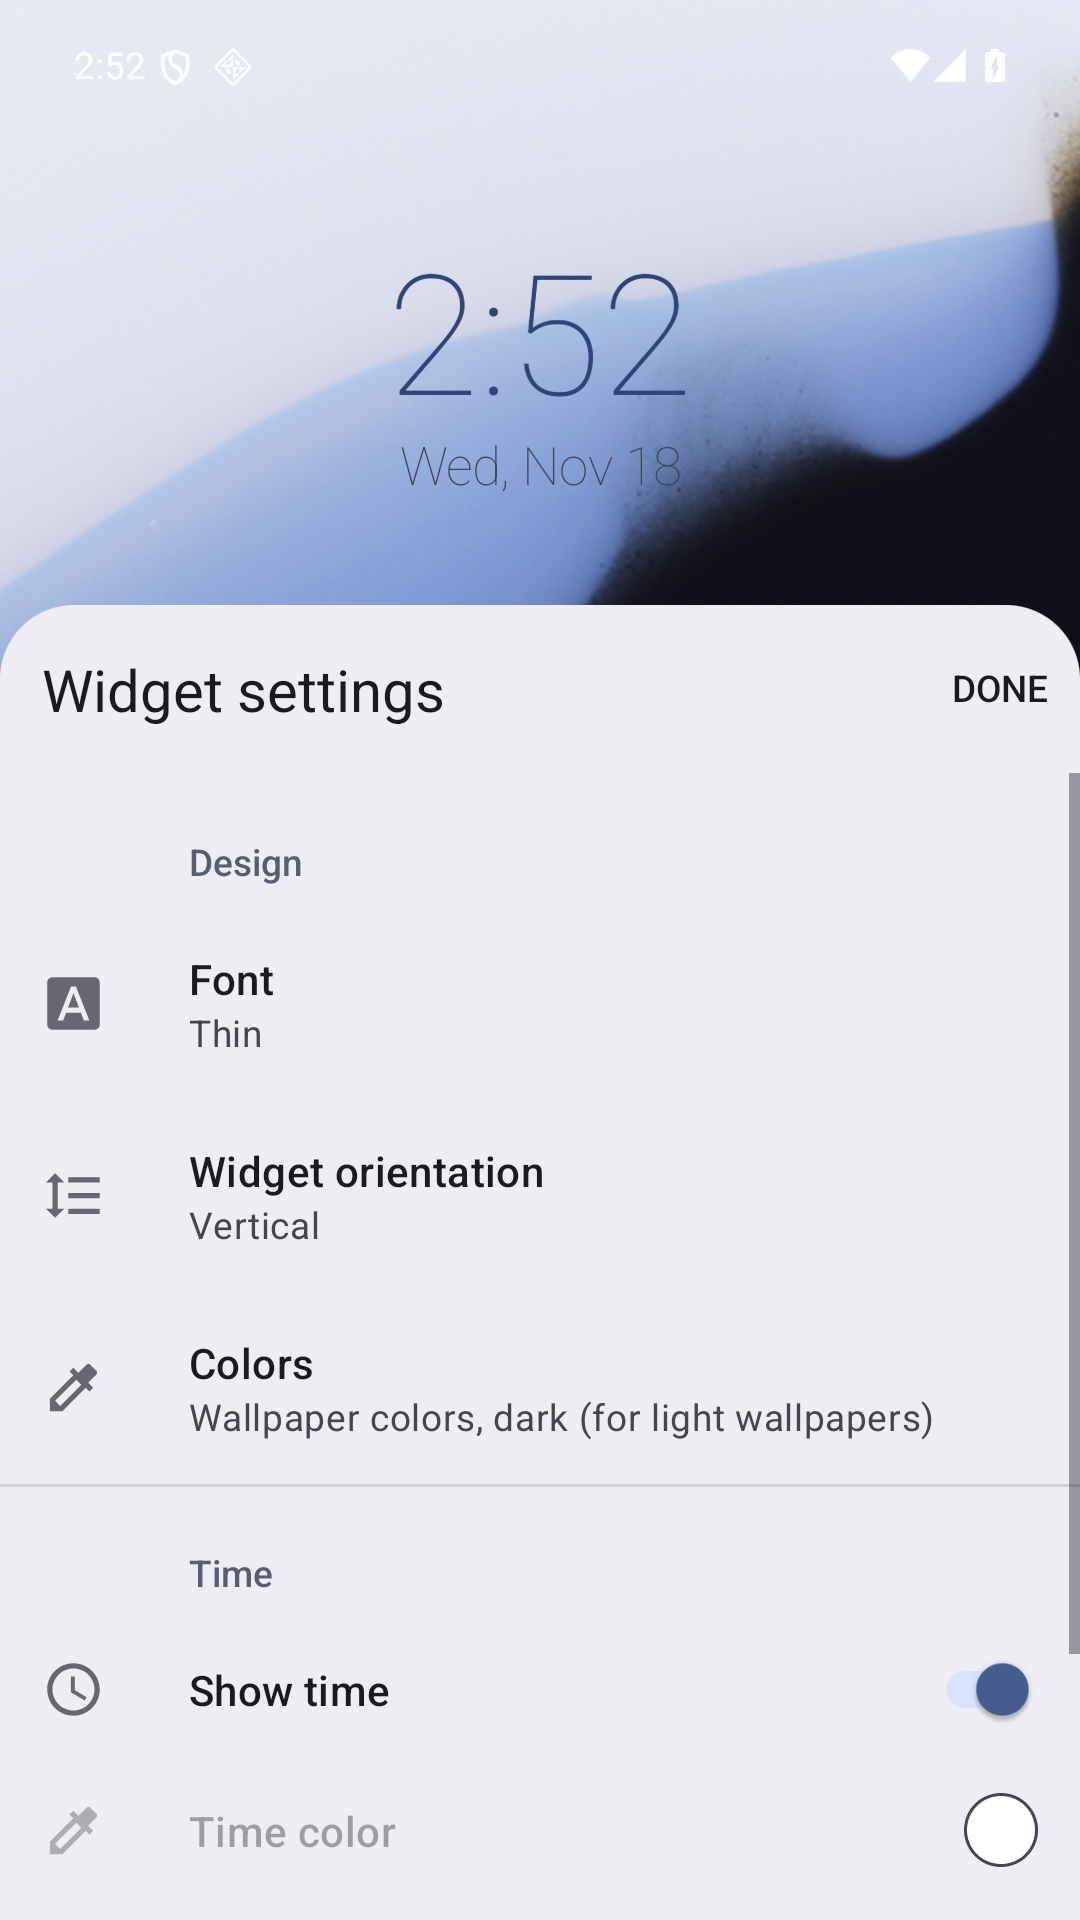 2:52
2:52
Wed, Nov 18
Widget settings
DONE
Design
Font
Thin
Widget orientation
Vertical
Colors
Wallpaper colors, dark (for light wallpapers)
Time
Show time
Time color